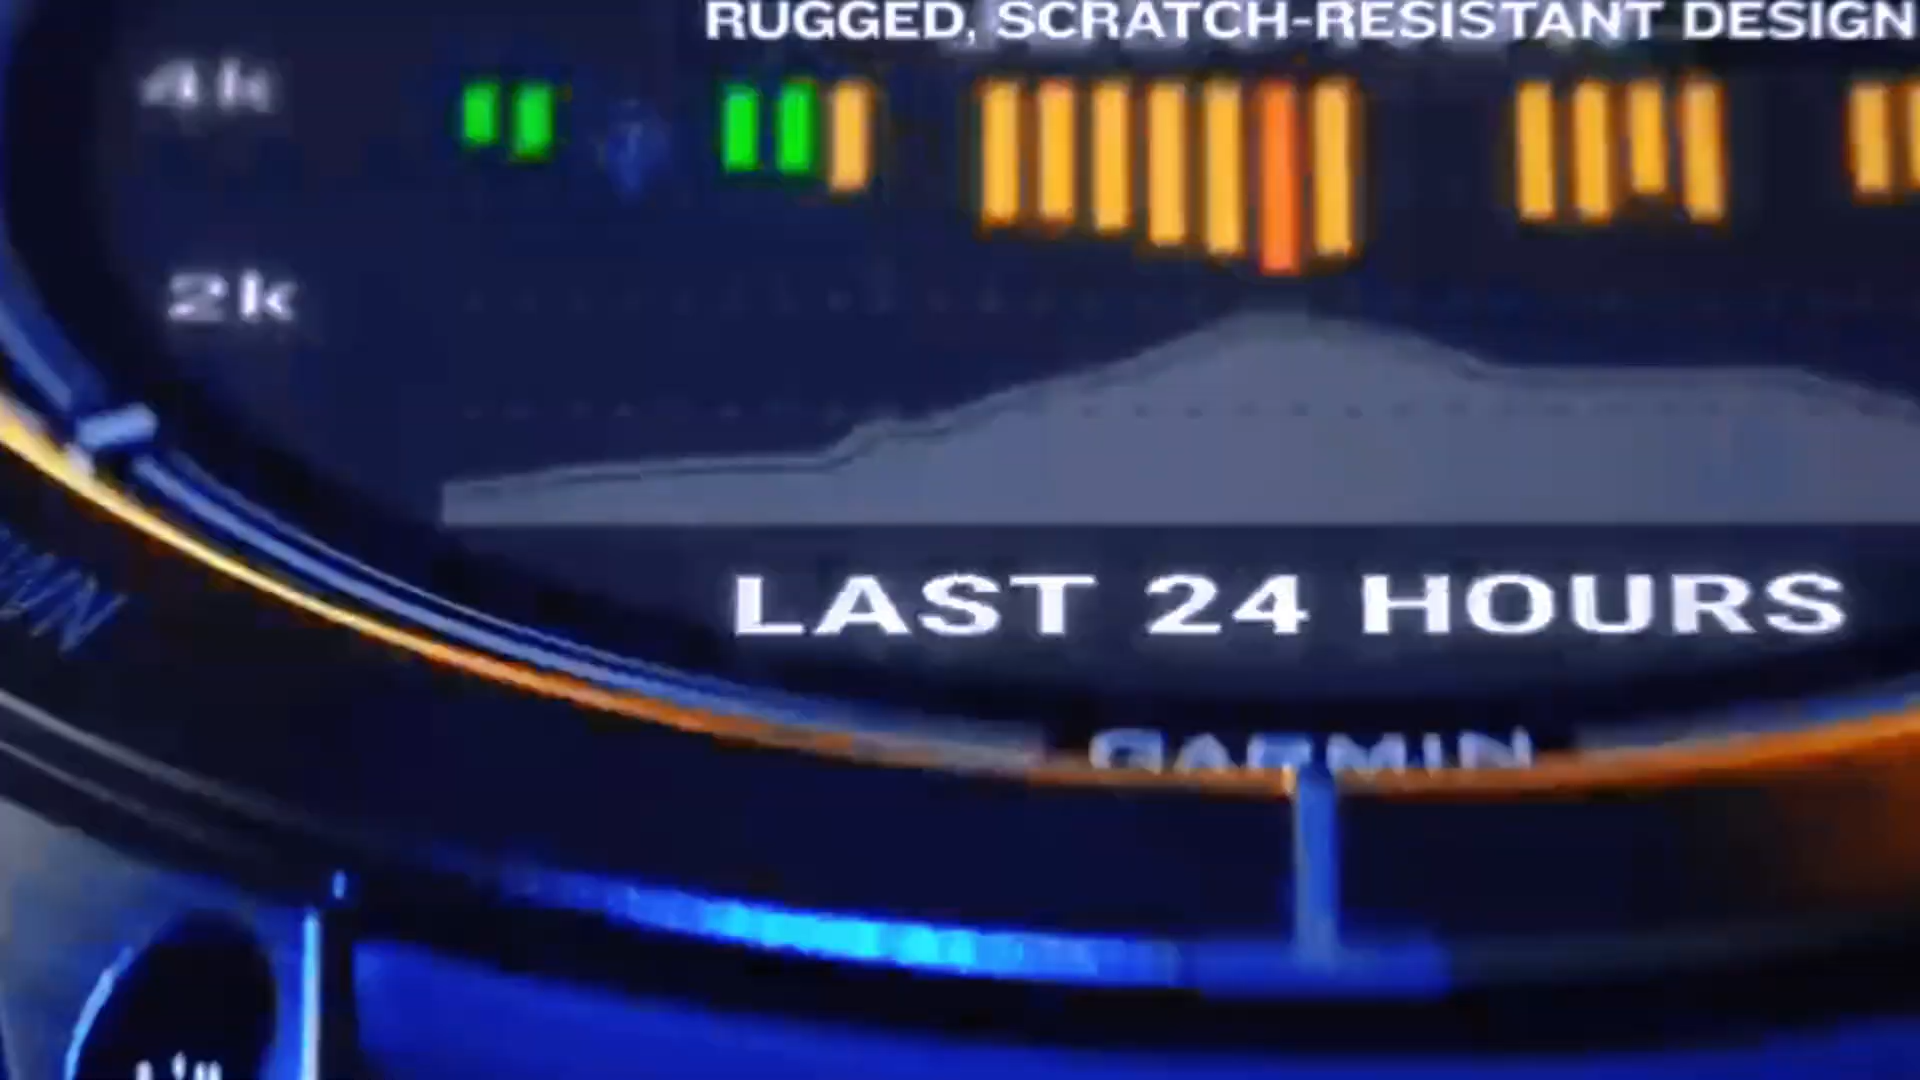 RUGGED, SCRATCH-RESISTANT DESIGN
4k
2k
LAST 24 HOURS
GARMIN